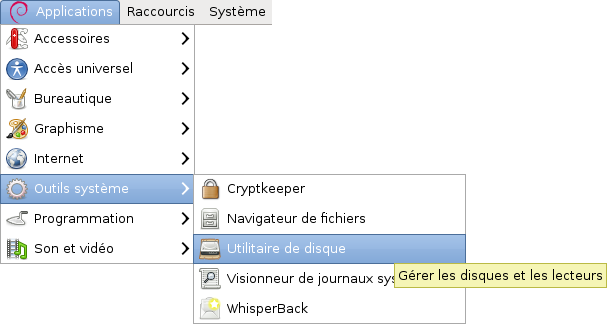 Applications Raccourcis Système
Accessoires
Accès universel
Bureautique
Graphisme
Internet
Outils système
Programmation
Son et vidéo
Cryptkeeper
Navigateur de fichiers
Utilitaire de disque
Visionneur de journaux sys
Gérer les disques et les lecteurs
WhisperBack